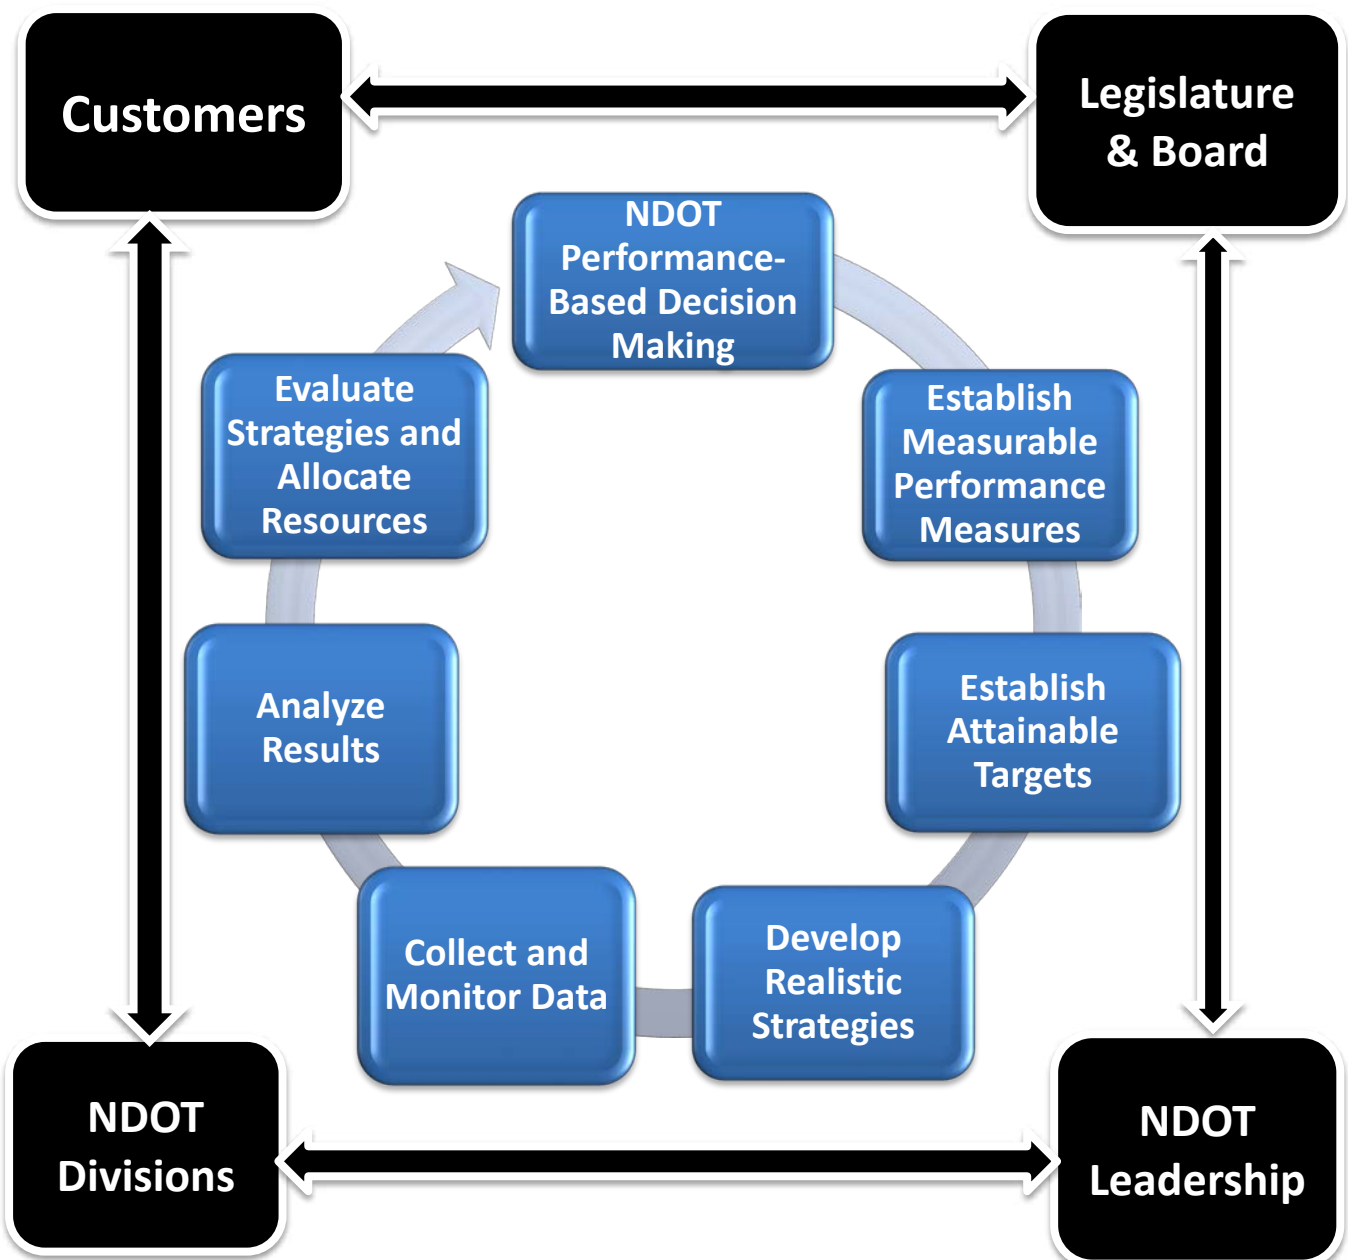 Customers
Legislature
& Board
NDOT
Performance-
Based Decision
Making
Establish
Measurable
Performance
Measures
Establish
Attainable
Targets
Develop
Realistic
Strategies
Collect and
Monitor Data
Analyze
Results
Evaluate
Strategies and
Allocate
Resources
NDOT
Divisions
NDOT
Leadership